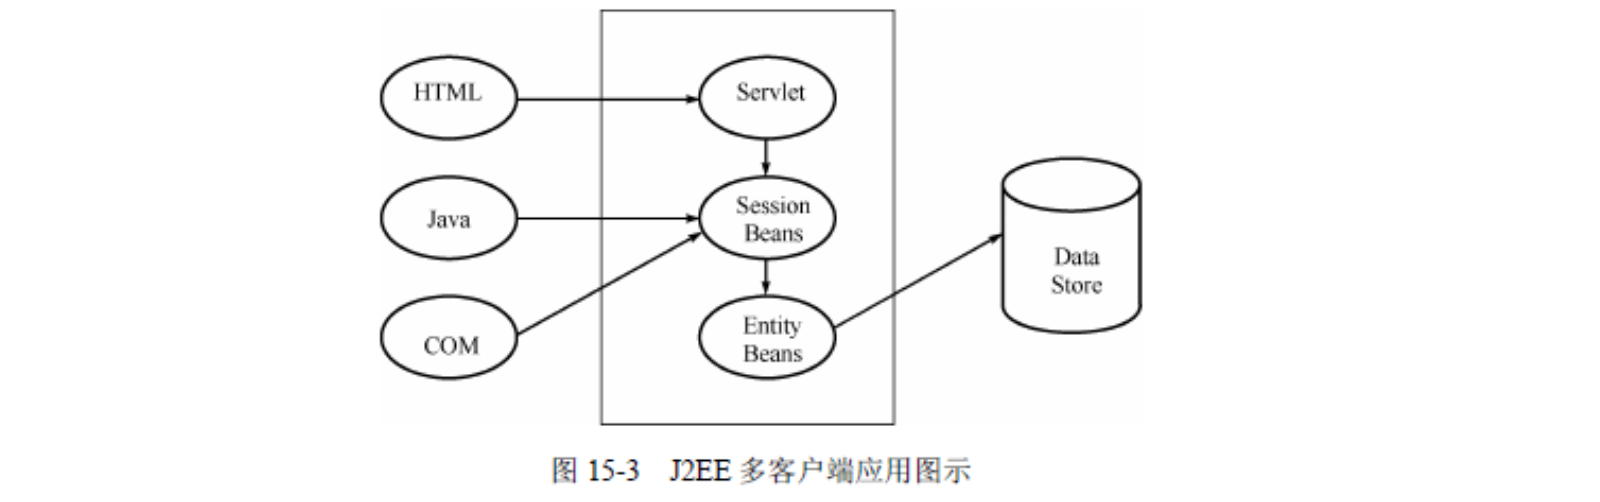 HTML
Servlet
Java
Session
Beans
COM
Entity
Beans
Data
Store
图 15-3 J2EE 多客户端应用图示